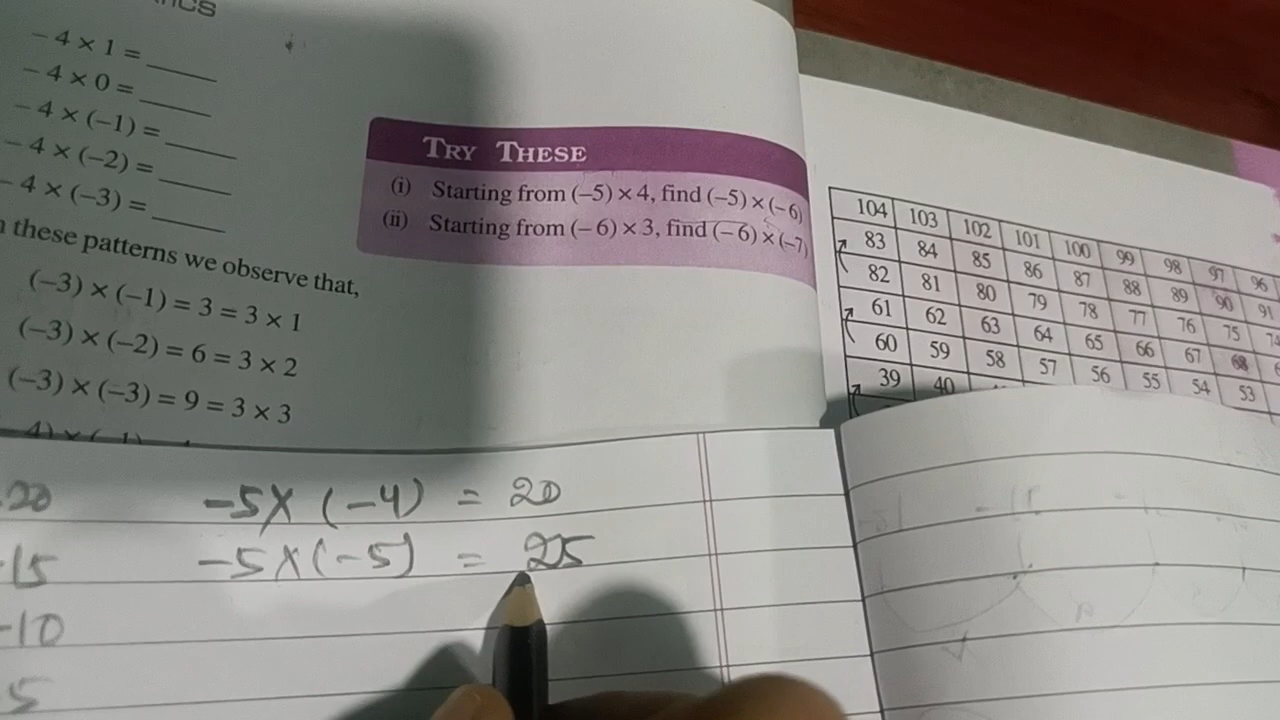 - 4 × 1 = ______
- 4 × 0 = ______
- 4 × (-1) = ______
- 4 × (-2) = ______
- 4 × (-3) = ______
these patterns we observe that,
(-3) × (-1) = 3 = 3 × 1
(-3) × (-2) = 6 = 3 × 2
(-3) × (-3) = 9 = 3 × 3
TRY THESE
(i) Starting from (-5) × 4, find (-5) × (-6)
(ii) Starting from (-6) × 3, find (-6) × (-7)
104 103 102 101 100 99 98 97 96
83 84 85 86 87 88 89 90 91
82 81 80 79 78 77 76 75
61 62 63 64 65 66 67 68
60 59 58 57 56 55 54 53
39 40
-20 -5 × (-4) = 20
-15 -5 × (-5) = 25
-10
5